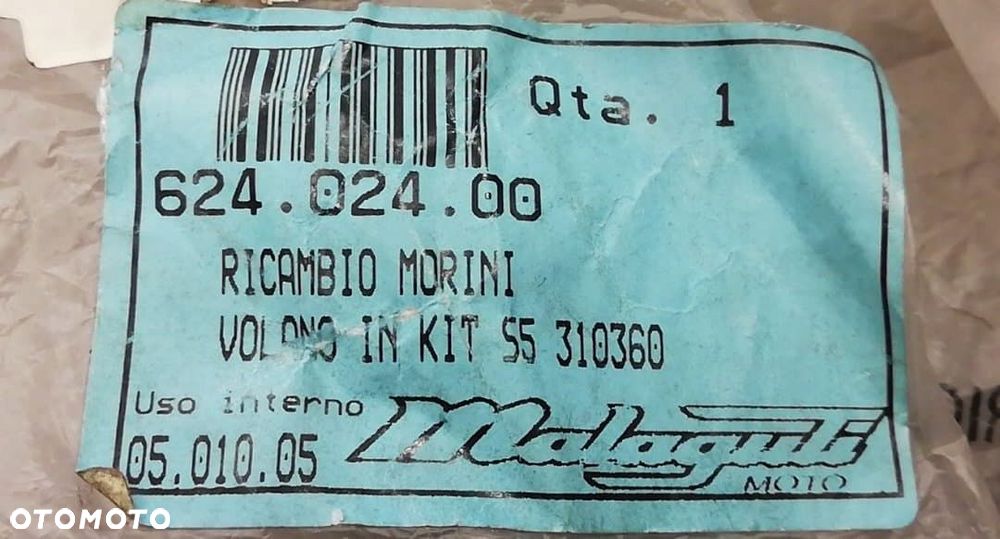 Qta. 1
624.024.00
RICAMBIO MORINI
VOLANO IN KIT S5 310360
Uso interno
05.010.05
Malaguti
MOTO
OTOMOTO